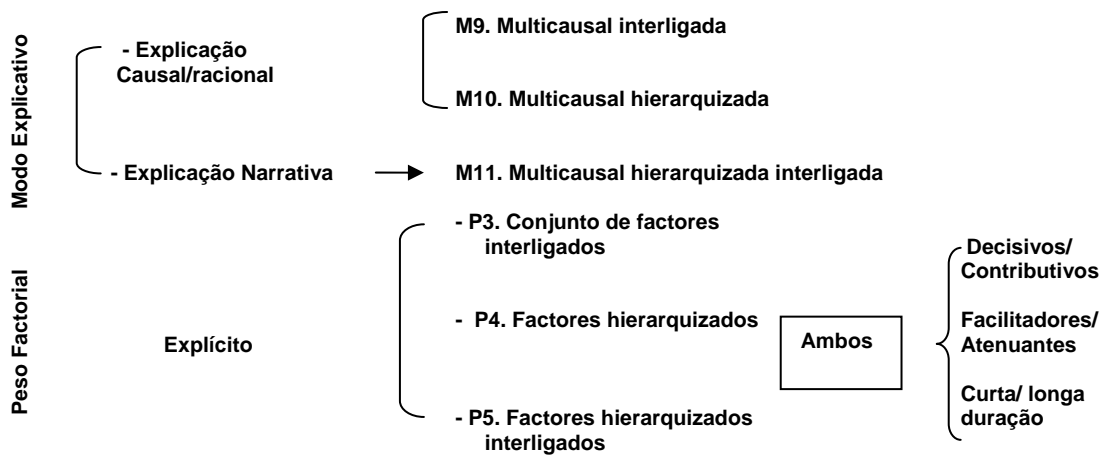 Modo Explicativo
- Explicação
Causal/racional
M9. Multicausal interligada
M10. Multicausal hierarquizada
- Explicação Narrativa
M11. Multicausal hierarquizada interligada
Peso Factorial
Explícito
- P3. Conjunto de factores
interligados
- P4. Factores hierarquizados
- P5. Factores hierarquizados
interligados
Ambos
Decisivos/
Contributivos
Facilitadores/
Atenuantes
Curta/ longa
duração